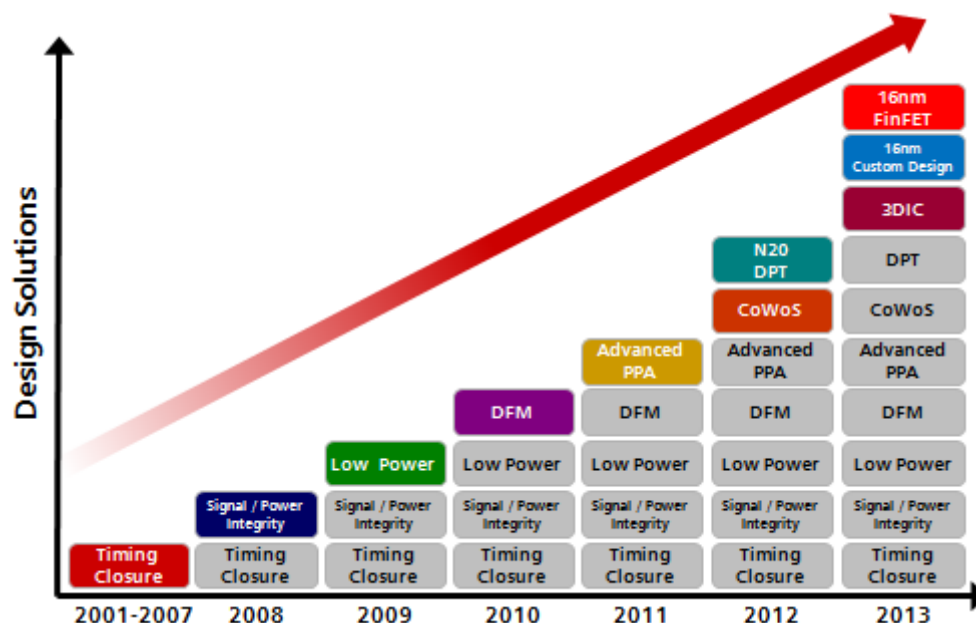 Design Solutions
16nm
FinFET
16nm
Custom Design
3DIC
N20
DPT
DPT
CoWoS
CoWoS
Advanced
PPA
Advanced
PPA
Advanced
PPA
DFM
DFM
DFM
DFM
Low Power
Low Power
Low Power
Low Power
Low Power
Signal / Power
Integrity
Signal / Power
Integrity
Signal / Power
Integrity
Signal / Power
Integrity
Signal / Power
Integrity
Signal / Power
Integrity
Timing
Closure
Timing
Closure
Timing
Closure
Timing
Closure
Timing
Closure
Timing
Closure
Timing
Closure
2001-2007 2008 2009 2010 2011 2012 2013